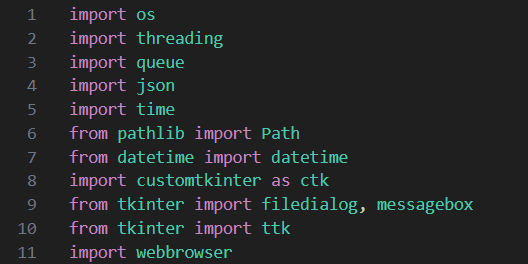 1 import os
2 import threading
3 import queue
4 import json
5 import time
6 from pathlib import Path
7 from datetime import datetime
8 import customtkinter as ctk
9 from tkinter import filedialog, messagebox
10 from tkinter import ttk
11 import webbrowser